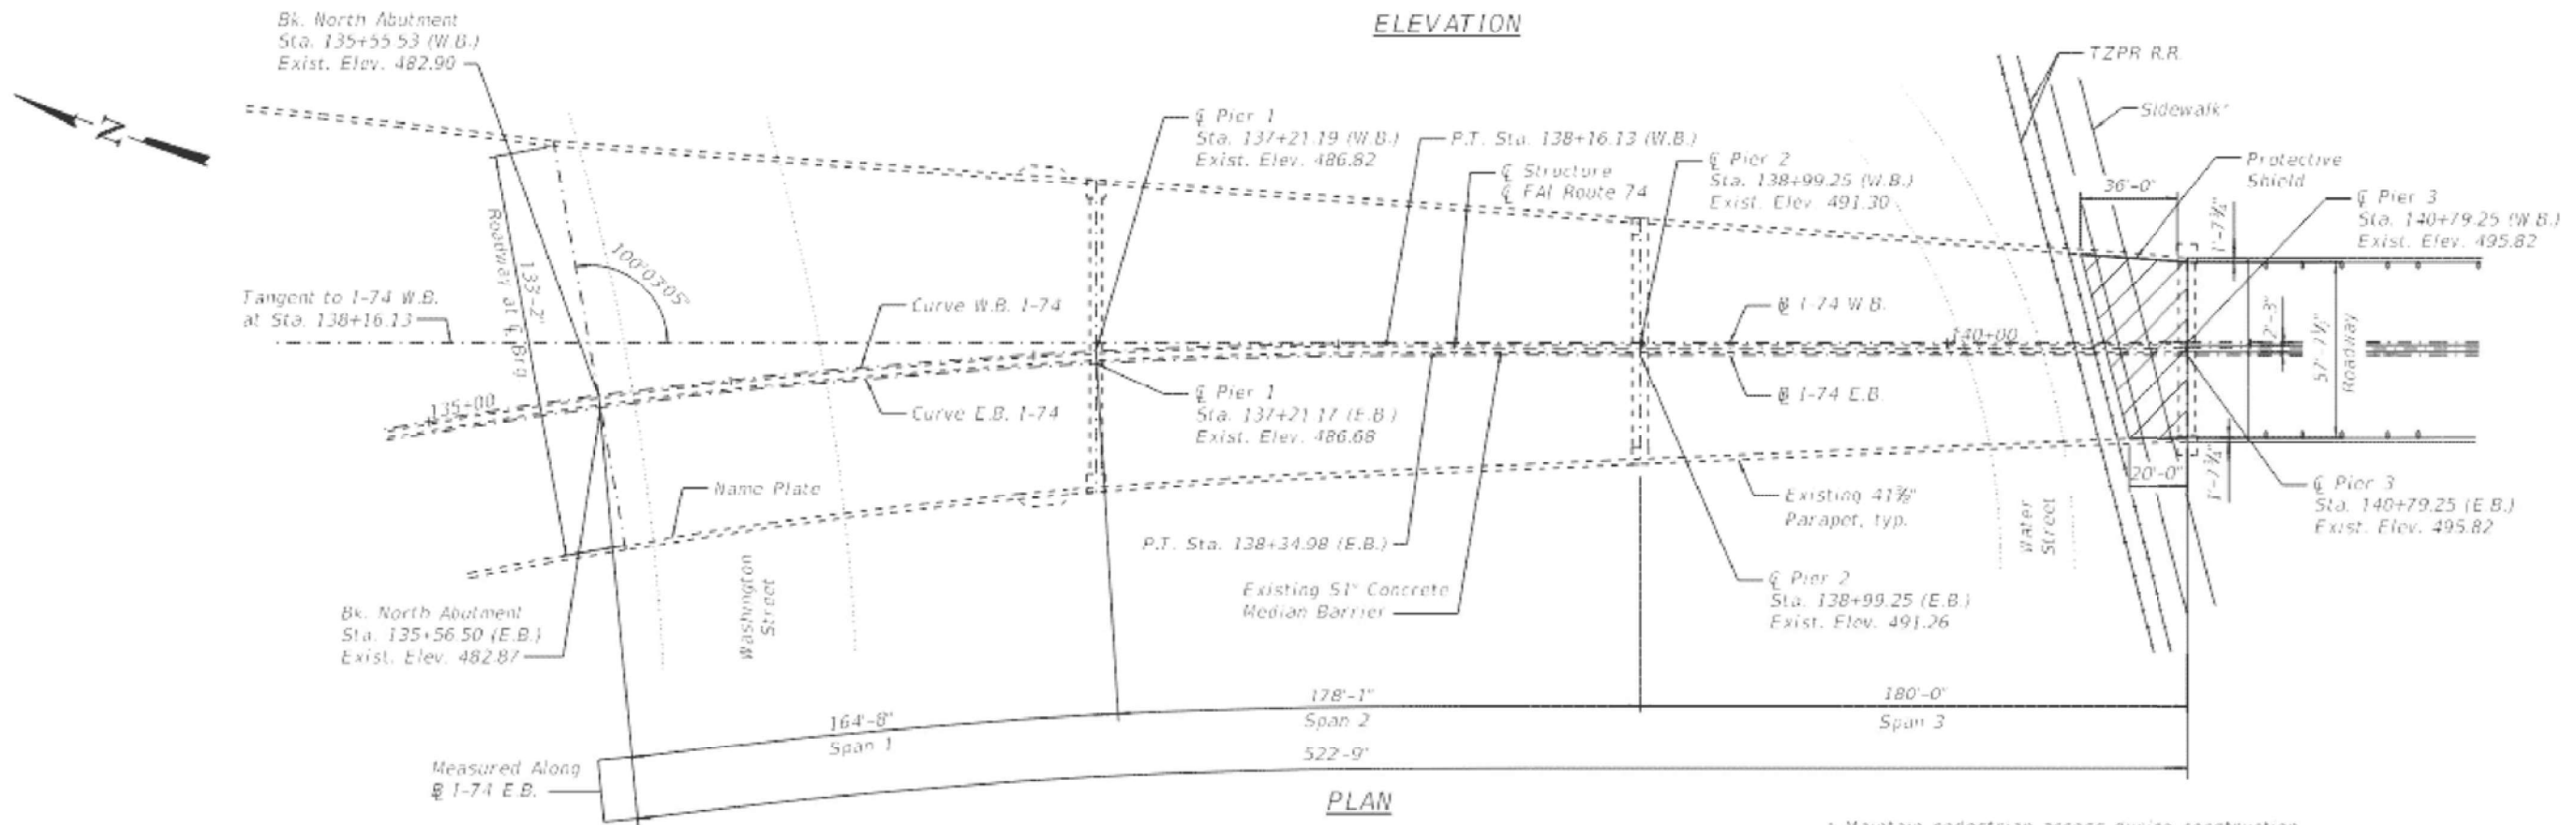 ELEVATION
Bk. North Abutment
Sta. 135+55.53 (W.B.)
Exist. Elev. 482.90
Z
TZPR R.R.
Sidewalk*
℄ Pier 1
Sta. 137+21.19 (W.B.)
Exist. Elev. 486.82
P.T. Sta. 138+16.13 (W.B.)
℄ Structure
℄ FAI Route 74
℄ Pier 2
Sta. 138+99.25 (W.B.)
Exist. Elev. 491.30
Protective
Shield
36'-0"
℄ Pier 3
Sta. 140+79.25 (W.B.)
Exist. Elev. 495.82
1'-7¾"
Roadway at ℄ Brg
133'-2"
100°03'05"
Tangent to I-74 W.B.
at Sta. 138+16.13
Curve W.B. I-74
℄ I-74 W.B.
140+00
2'-3"
57'-7½"
Roadway
135+00
Curve E.B. I-74
℄ Pier 1
Sta. 137+21.17 (E.B.)
Exist. Elev. 486.68
℄ I-74 E.B.
Name Plate
20'-0"
1'-7¾"
℄ Pier 3
Sta. 140+79.25 (E.B.)
Exist. Elev. 495.82
Existing
Parapet, typ.
Water
Street
P.T. Sta. 138+34.98 (E.B.)
Existing 51" Concrete
Median Barrier
℄ Pier 2
Sta. 138+99.25 (E.B.)
Exist. Elev. 491.26
Washington
Street
Bk. North Abutment
Sta. 135+56.50 (E.B.)
Exist. Elev. 482.87
164'-8"
Span 1
178'-1"
Span 2
180'-0"
Span 3
522'-9"
Measured Along
℄ I-74 E.B.
PLAN
* Maintain pedestrian access during construction